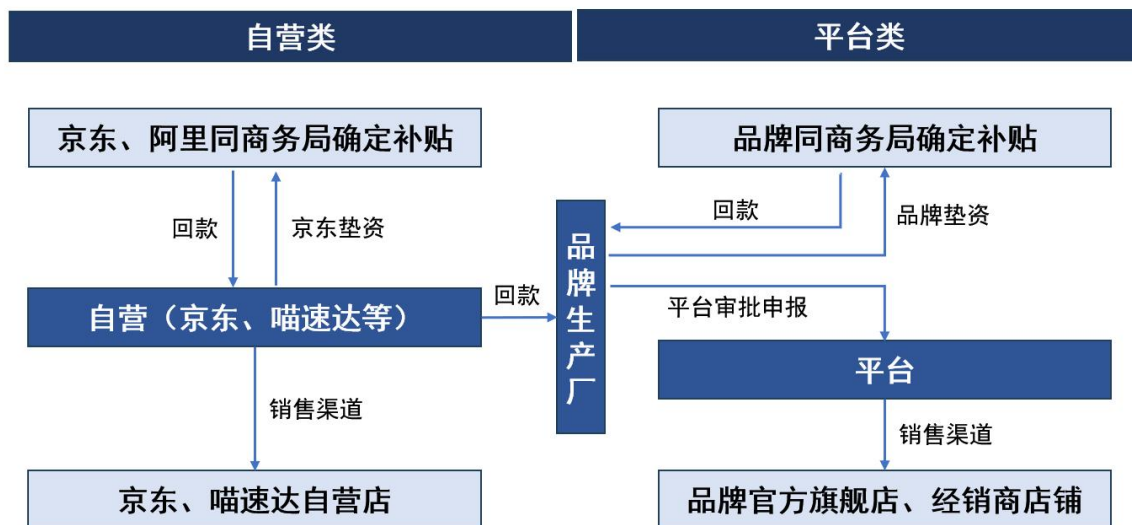 自营类
平台类
京东、阿里同商务局确定补贴
品牌同商务局确定补贴
回款
京东垫资
回款
品牌垫资
品牌生产厂
自营（京东、喵速达等）
回款
平台审批申报
平台
销售渠道
销售渠道
京东、喵速达自营店
品牌官方旗舰店、经销商店铺